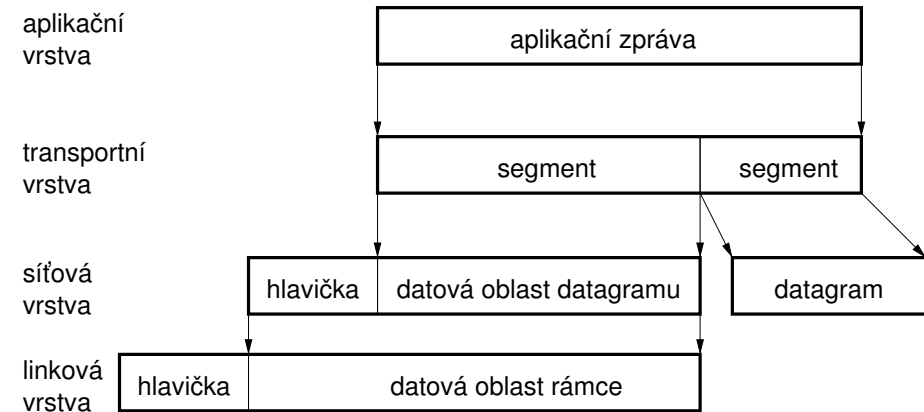 aplikační
vrstva
aplikační zpráva
transportní
vrstva
segment
segment
síťová
vrstva
hlavička
datová oblast datagramu
datagram
linková
vrstva
hlavička
datová oblast rámce